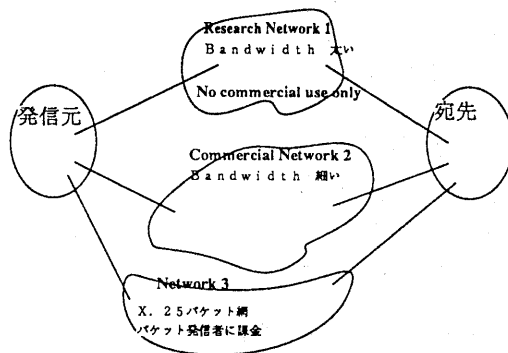 Research Network 1
Bandwidth 太い
No commercial use only
発信元
宛先
Commercial Network 2
Bandwidth 細い
Network 3
X. 25パケット網
パケット発信者に課金